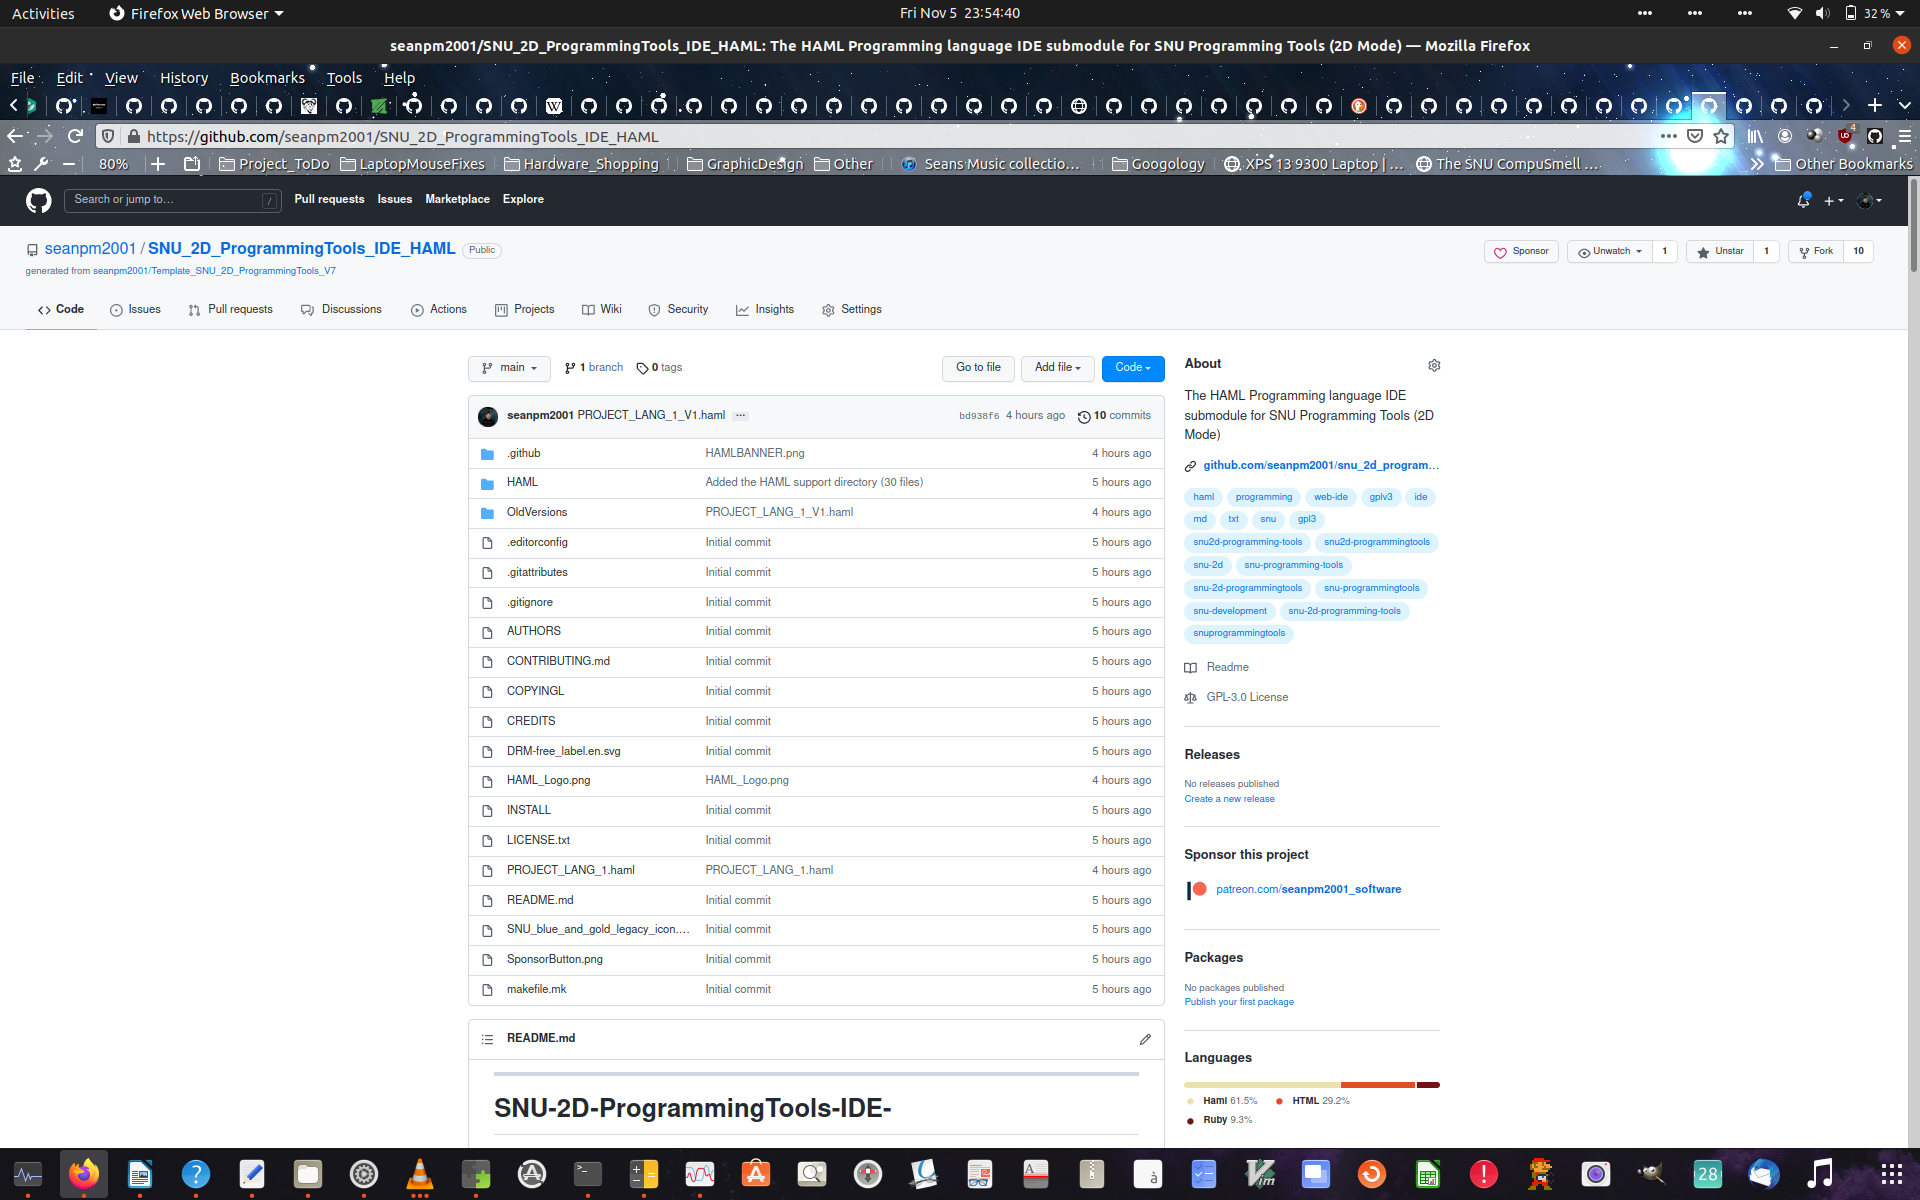 Activities
Firefox Web Browser
Fri Nov 5 23:54:40
32 %
seanpm2001/SNU_2D_ProgrammingTools_IDE_HAML: The HAML Programming language IDE submodule for SNU Programming Tools (2D Mode) — Mozilla Firefox
File Edit View History Bookmarks Tools Help
https://github.com/seanpm2001/SNU_2D_ProgrammingTools_IDE_HAML
4
80%
Project_ToDo
LaptopMouseFixes
Hardware_Shopping
GraphicDesign
Other
Seans Music collectio...
Googology
XPS 13 9300 Laptop | ...
The SNU CompuSmell ...
Other Bookmarks
Search or jump to...
/
Pull requests Issues Marketplace Explore
seanpm2001 / SNU_2D_ProgrammingTools_IDE_HAML Public
generated from seanpm2001/Template_SNU_2D_ProgrammingTools_V7
Sponsor
Unwatch 1
Unstar 1
Fork 10
Code Issues Pull requests Discussions Actions Projects Wiki Security Insights Settings
main
1 branch
0 tags
Go to file
Add file
Code
seanpm2001 PROJECT_LANG_1_V1.haml ... bd938f6 4 hours ago 10 commits
.github HAMLBANNER.png 4 hours ago
HAML Added the HAML support directory (30 files) 5 hours ago
OldVersions PROJECT_LANG_1_V1.haml 4 hours ago
.editorconfig Initial commit 5 hours ago
.gitattributes Initial commit 5 hours ago
.gitignore Initial commit 5 hours ago
AUTHORS Initial commit 5 hours ago
CONTRIBUTING.md Initial commit 5 hours ago
COPYINGL Initial commit 5 hours ago
CREDITS Initial commit 5 hours ago
DRM-free_label.en.svg Initial commit 5 hours ago
HAML_Logo.png HAML_Logo.png 4 hours ago
INSTALL Initial commit 5 hours ago
LICENSE.txt Initial commit 5 hours ago
PROJECT_LANG_1.haml PROJECT_LANG_1.haml 4 hours ago
README.md Initial commit 5 hours ago
SNU_blue_and_gold_legacy_icon.... Initial commit 5 hours ago
SponsorButton.png Initial commit 5 hours ago
makefile.mk Initial commit 5 hours ago
README.md
SNU-2D-ProgrammingTools-IDE-
About
The HAML Programming language IDE
submodule for SNU Programming Tools (2D
Mode)
github.com/seanpm2001/snu_2d_program...
haml programming web-ide gplv3 ide
md txt snu gpl3
snu2d-programming-tools snu2d-programmingtools
snu-2d snu-programming-tools
snu-2d-programmingtools snu-programmingtools
snu-development snu-2d-programming-tools
snuprogrammingtools
Readme
GPL-3.0 License
Releases
No releases published
Create a new release
Sponsor this project
patreon.com/seanpm2001_software
Packages
No packages published
Publish your first package
Languages
Haml 61.5% HTML 29.2%
Ruby 9.3%
28